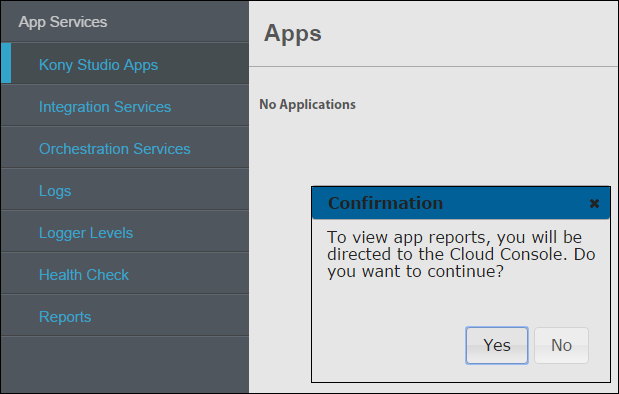 App Services
Kony Studio Apps
Integration Services
Orchestration Services
Logs
Logger Levels
Health Check
Reports
Apps
No Applications
Confirmation
To view app reports, you will be
directed to the Cloud Console. Do
you want to continue?
Yes
No